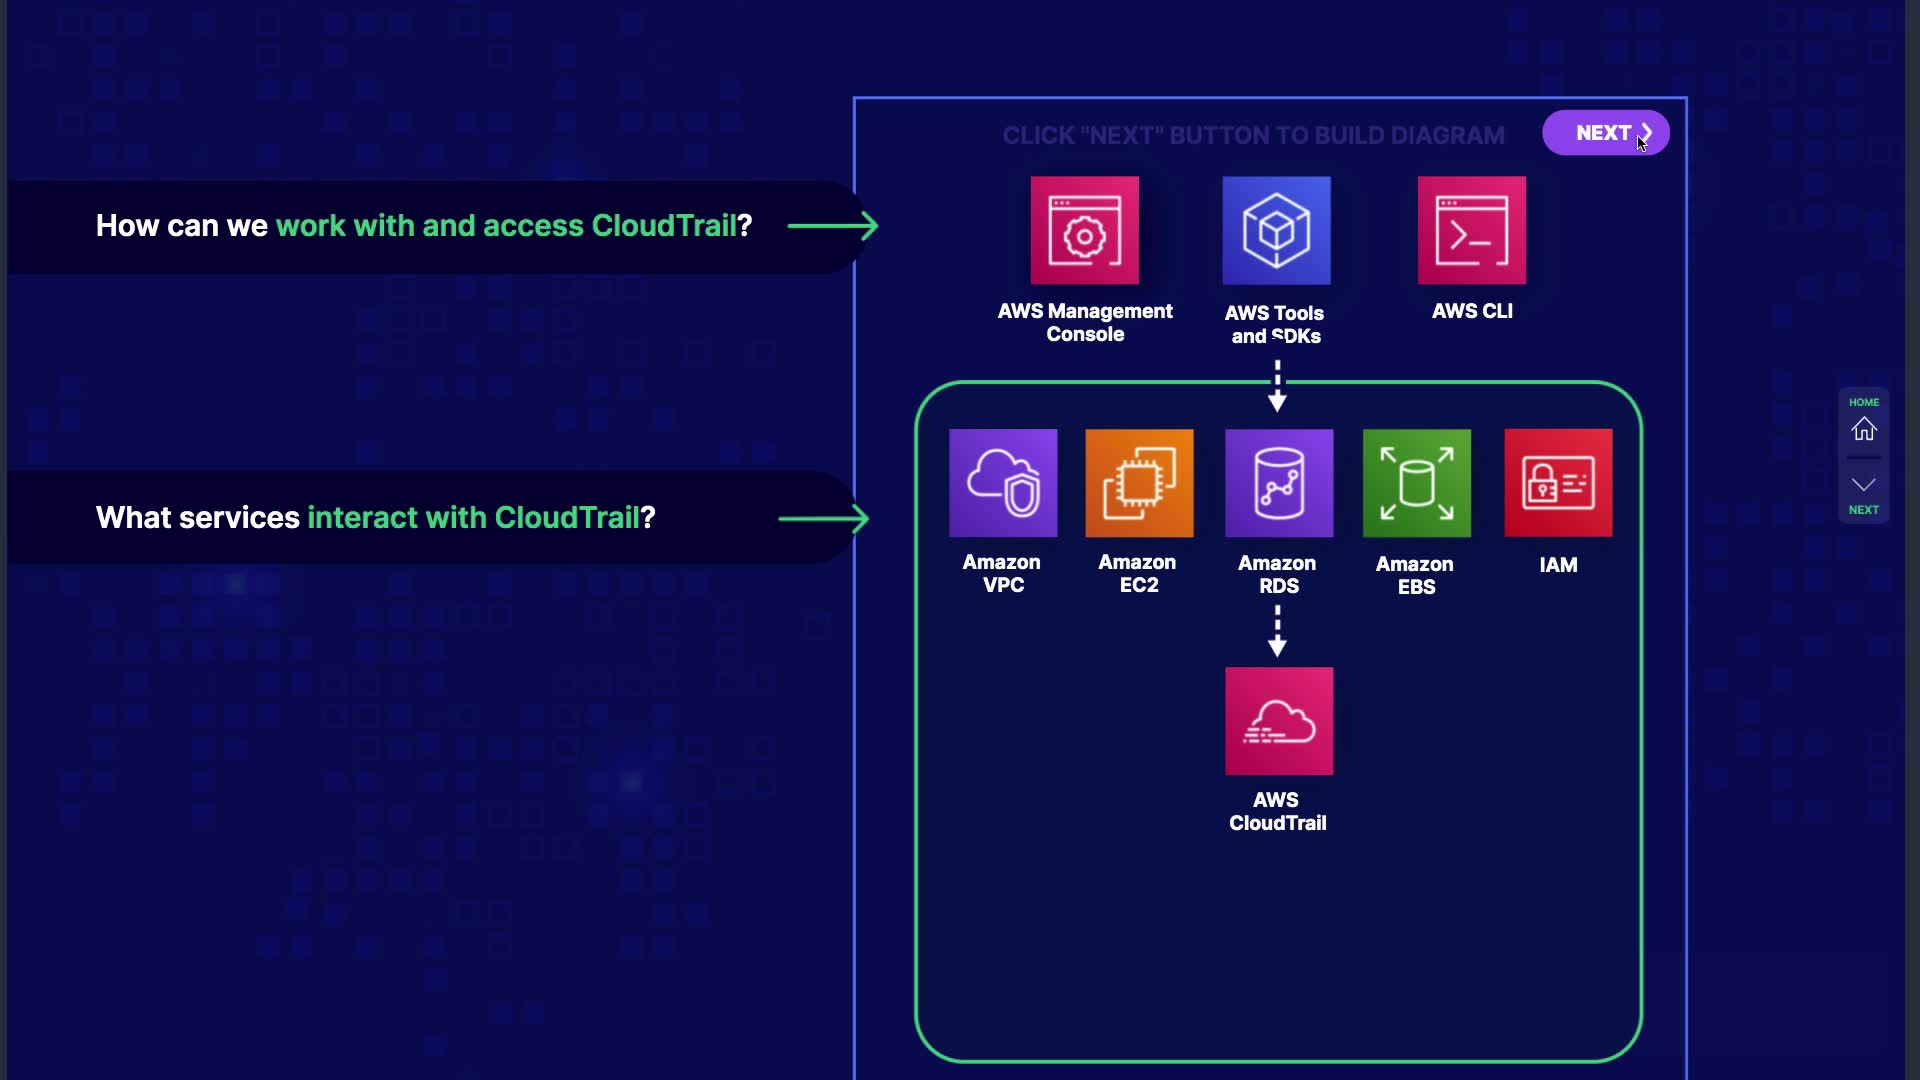 CLICK "NEXT" BUTTON TO BUILD DIAGRAM
NEXT
How can we work with and access CloudTrail?
AWS Management
Console
AWS Tools
and SDKs
AWS CLI
HOME
NEXT
What services interact with CloudTrail?
Amazon
VPC
Amazon
EC2
Amazon
RDS
Amazon
EBS
IAM
AWS
CloudTrail